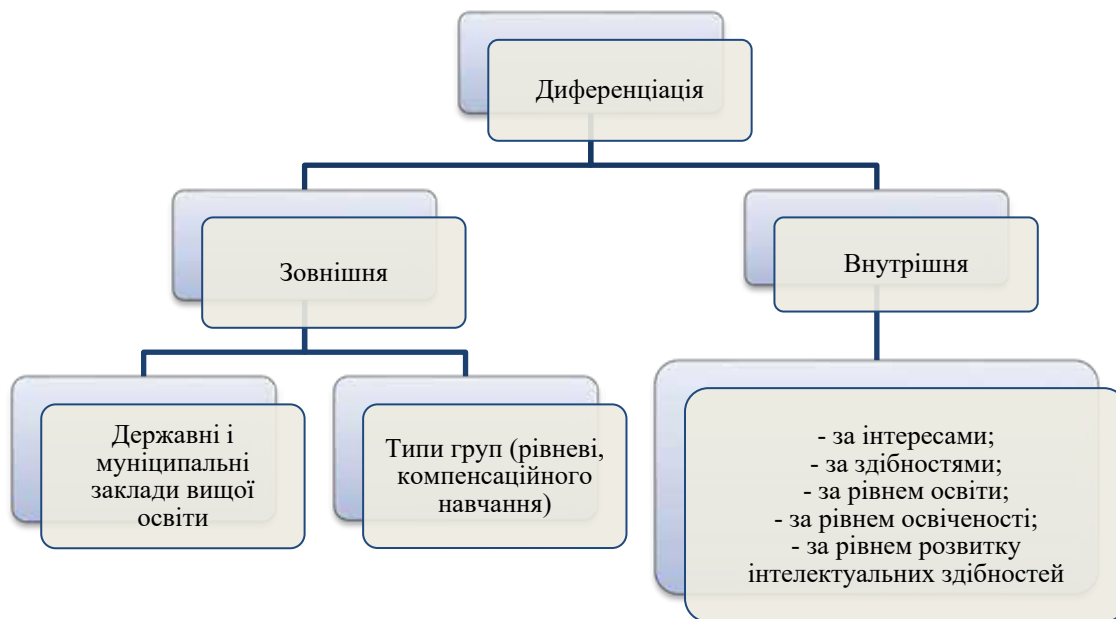 Диференціація
Зовнішня
Внутрішня
Державні і
муніципальні
заклади вищої
освіти
Типи груп (рівневі,
компенсаційного
навчання)
- за інтересами;
- за здібностями;
- за рівнем освіти;
- за рівнем освіченості;
- за рівнем розвитку
інтелектуальних здібностей